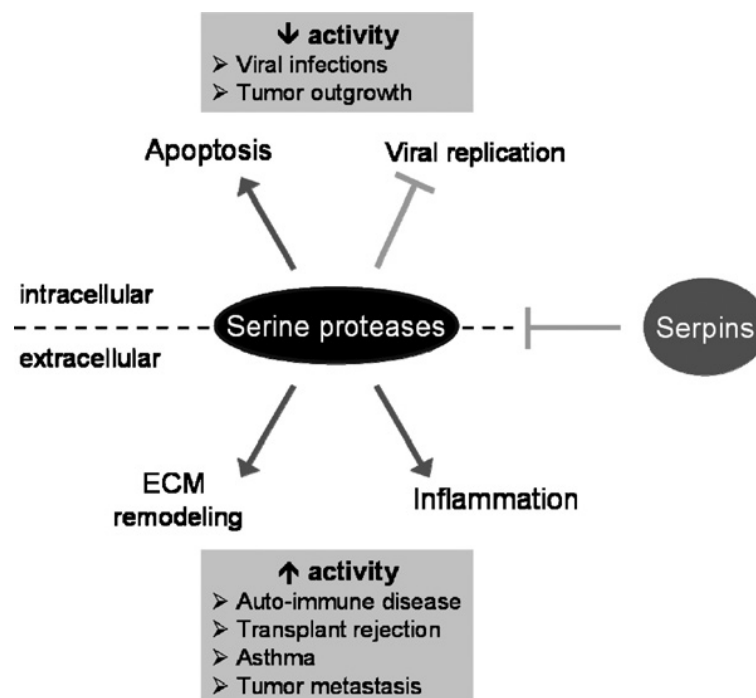 ↓ activity
➢ Viral infections
➢ Tumor outgrowth
Apoptosis
Viral replication
intracellular
Serine proteases
Serpins
extracellular
ECM
remodeling
Inflammation
↑ activity
➢ Auto-immune disease
➢ Transplant rejection
➢ Asthma
➢ Tumor metastasis